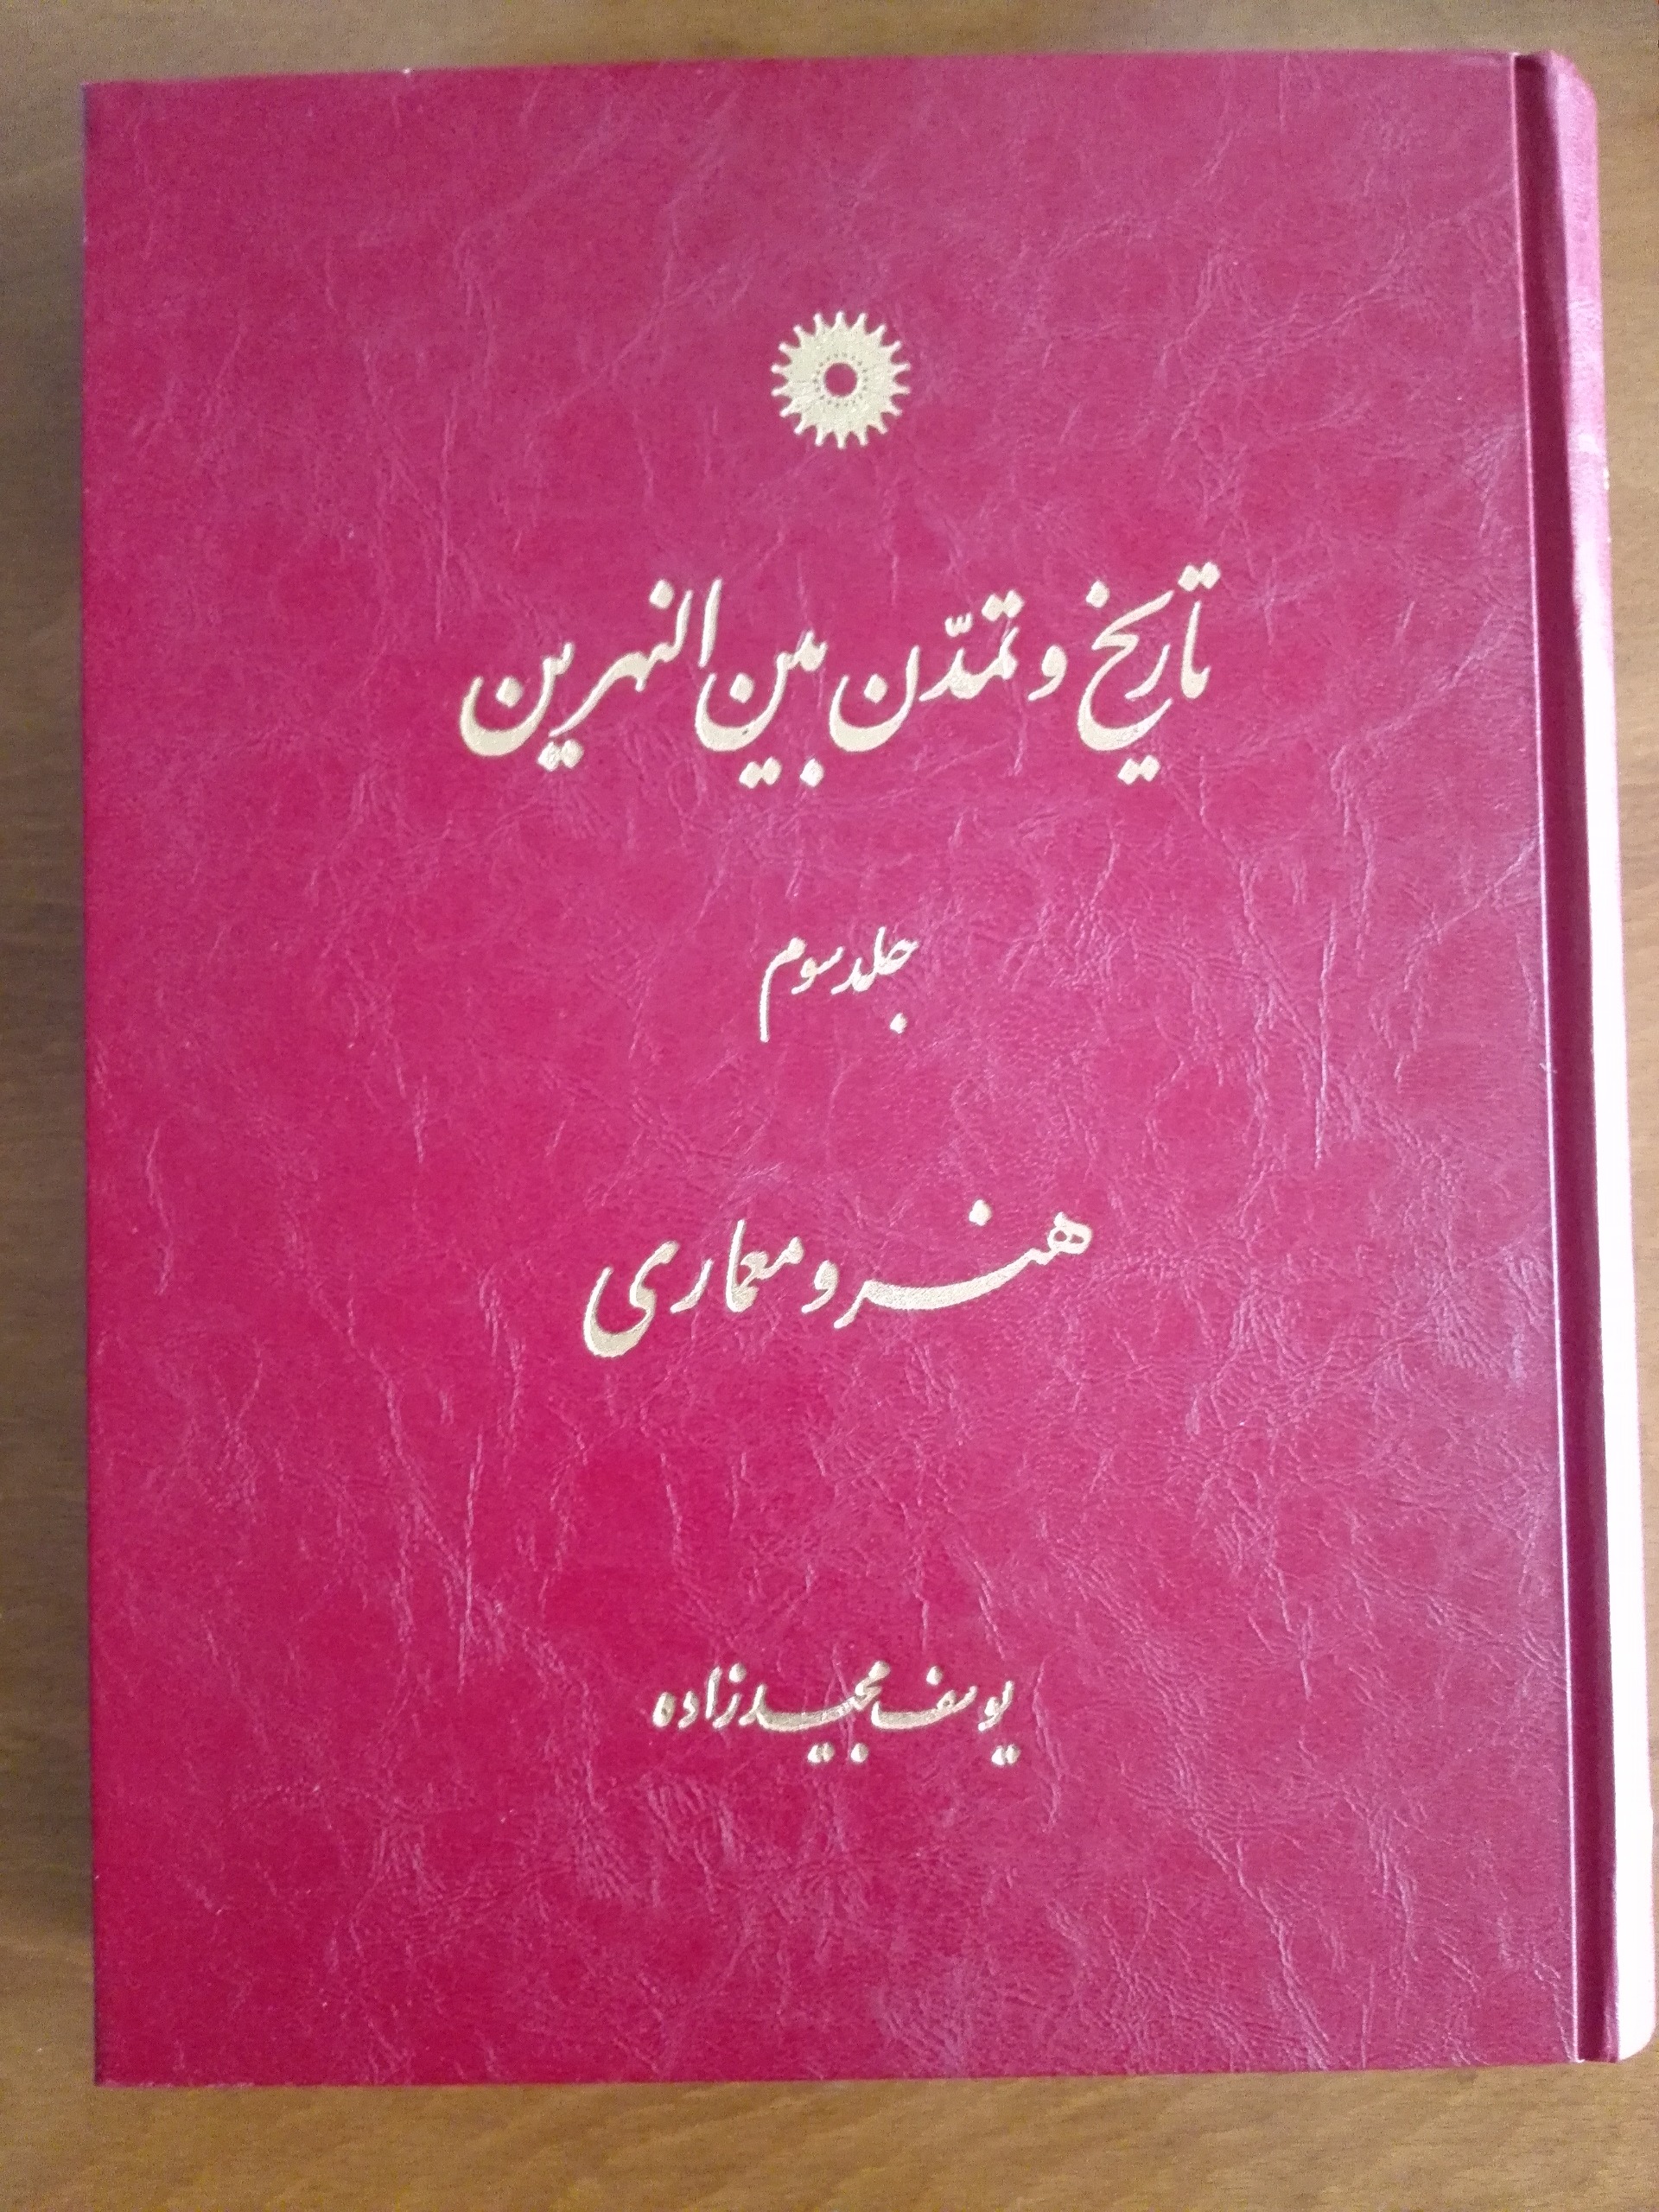 تاریخ و تمدّن بین النهرین
جلد سوم
هنر و معماری
یوسف مجیدزاده